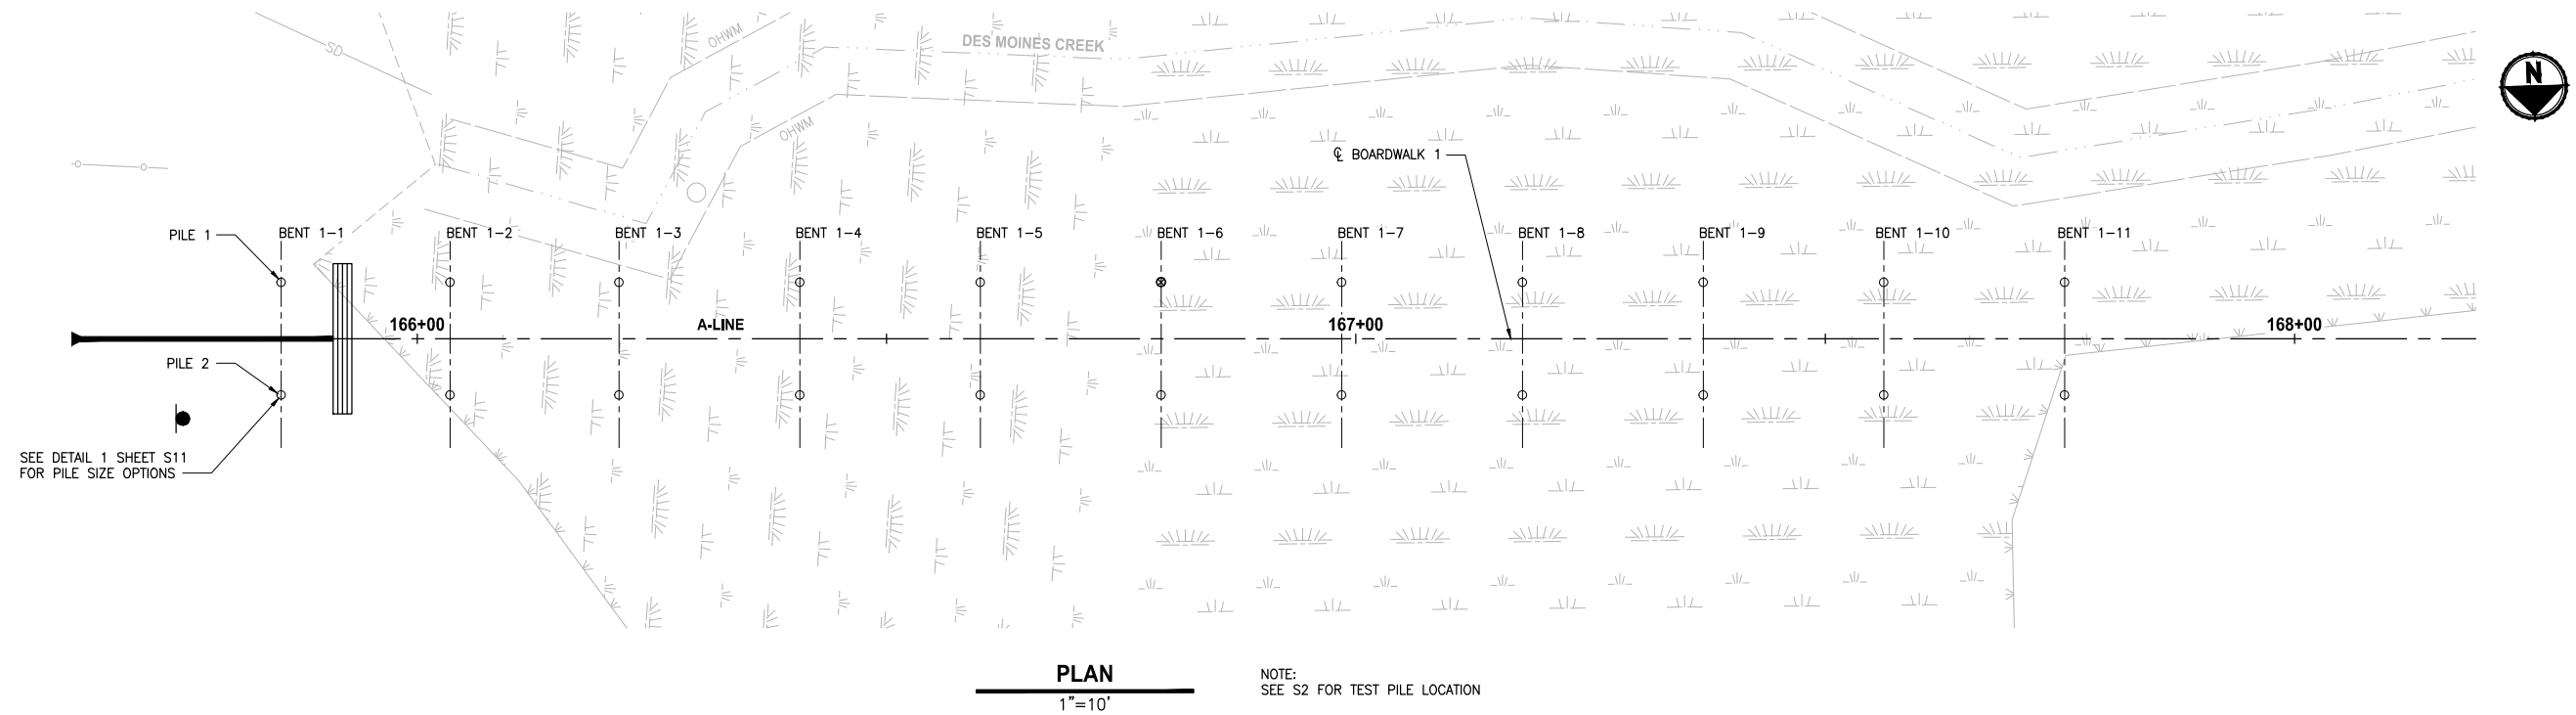 SD
OHWM
DES MOINES CREEK
N
OHWM
℄ BOARDWALK 1
PILE 1
BENT 1-1
BENT 1-2
BENT 1-3
BENT 1-4
BENT 1-5
BENT 1-6
BENT 1-7
BENT 1-8
BENT 1-9
BENT 1-10
BENT 1-11
166+00
A-LINE
167+00
168+00
PILE 2
SEE DETAIL 1 SHEET S11
FOR PILE SIZE OPTIONS
PLAN
1"=10'
NOTE:
SEE S2 FOR TEST PILE LOCATION